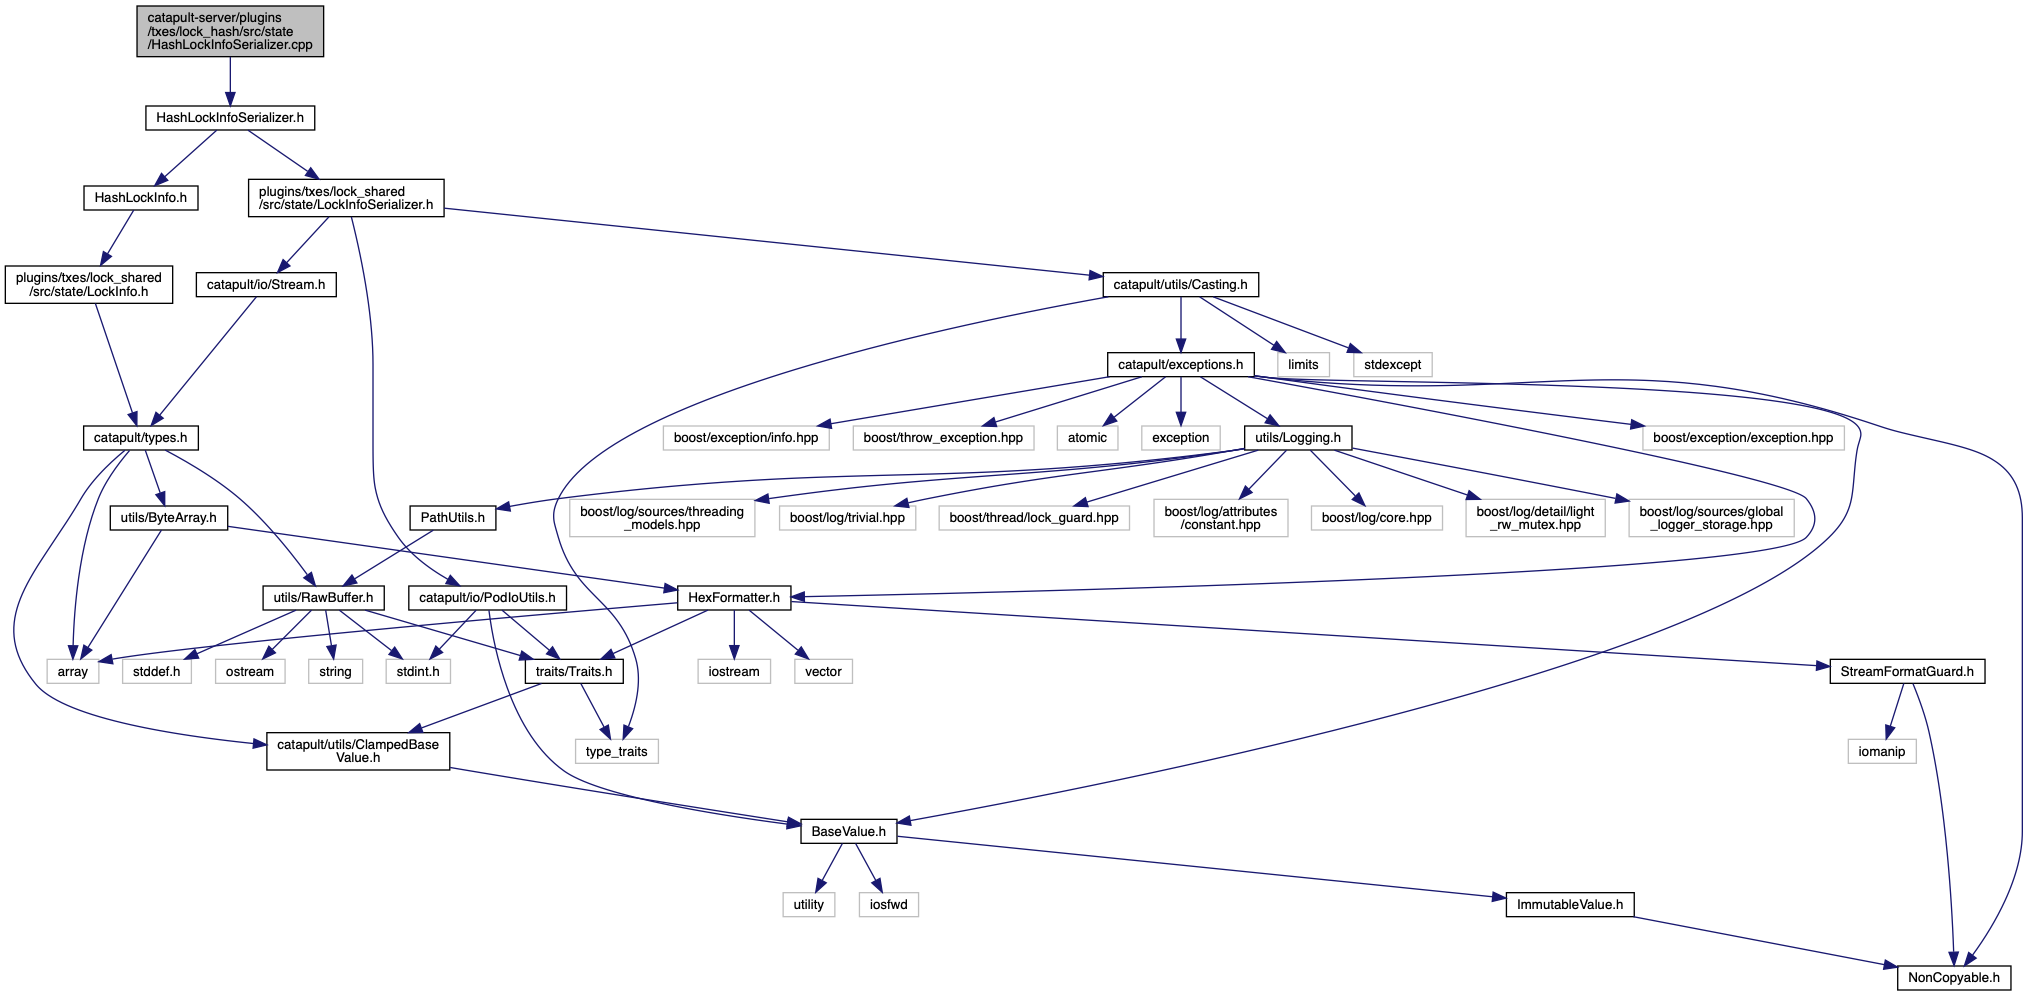 catapult-server/plugins
/txes/lock_hash/src/state
/HashLockInfoSerializer.cpp
HashLockInfoSerializer.h
HashLockInfo.h
plugins/txes/lock_shared
/src/state/LockInfoSerializer.h
plugins/txes/lock_shared
/src/state/LockInfo.h
catapult/io/Stream.h
catapult/utils/Casting.h
catapult/exceptions.h
limits
stdexcept
catapult/types.h
boost/exception/info.hpp
boost/throw_exception.hpp
atomic
exception
utils/Logging.h
boost/exception/exception.hpp
utils/ByteArray.h
PathUtils.h
boost/log/sources/threading
_models.hpp
boost/log/trivial.hpp
boost/thread/lock_guard.hpp
boost/log/attributes
/constant.hpp
boost/log/core.hpp
boost/log/detail/light
_rw_mutex.hpp
boost/log/sources/global
_logger_storage.hpp
utils/RawBuffer.h
catapult/io/PodIoUtils.h
HexFormatter.h
array
stddef.h
ostream
string
stdint.h
traits/Traits.h
iostream
vector
StreamFormatGuard.h
catapult/utils/ClampedBase
Value.h
type_traits
iomanip
BaseValue.h
utility
iosfwd
ImmutableValue.h
NonCopyable.h